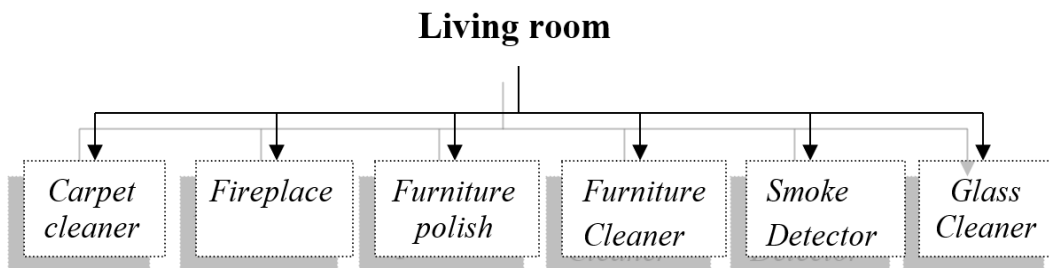 Living room
Carpet
cleaner
Fireplace
Furniture
polish
Furniture
Cleaner
Smoke
Detector
Glass
Cleaner